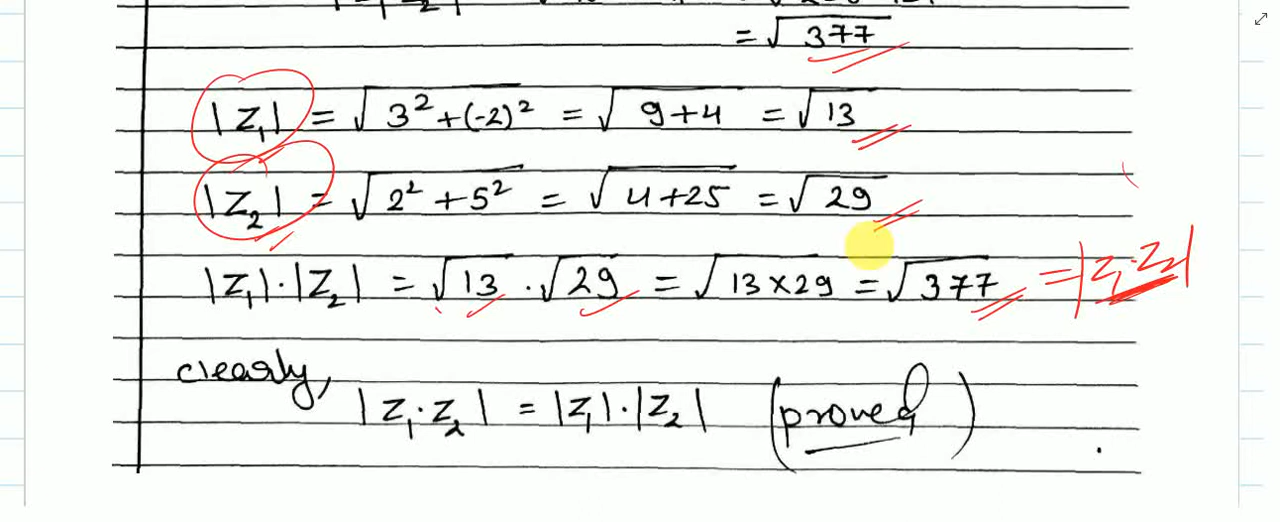 = √377
|Z₁| = √3² + (-2)² = √9+4 = √13
|Z₂| = √2² + 5² = √4+25 = √29
|Z₁|·|Z₂| = √13 · √29 = √13×29 = √377 = |Z₁·Z₂|
clearly,
|Z₁·Z₂| = |Z₁|·|Z₂| (proved)